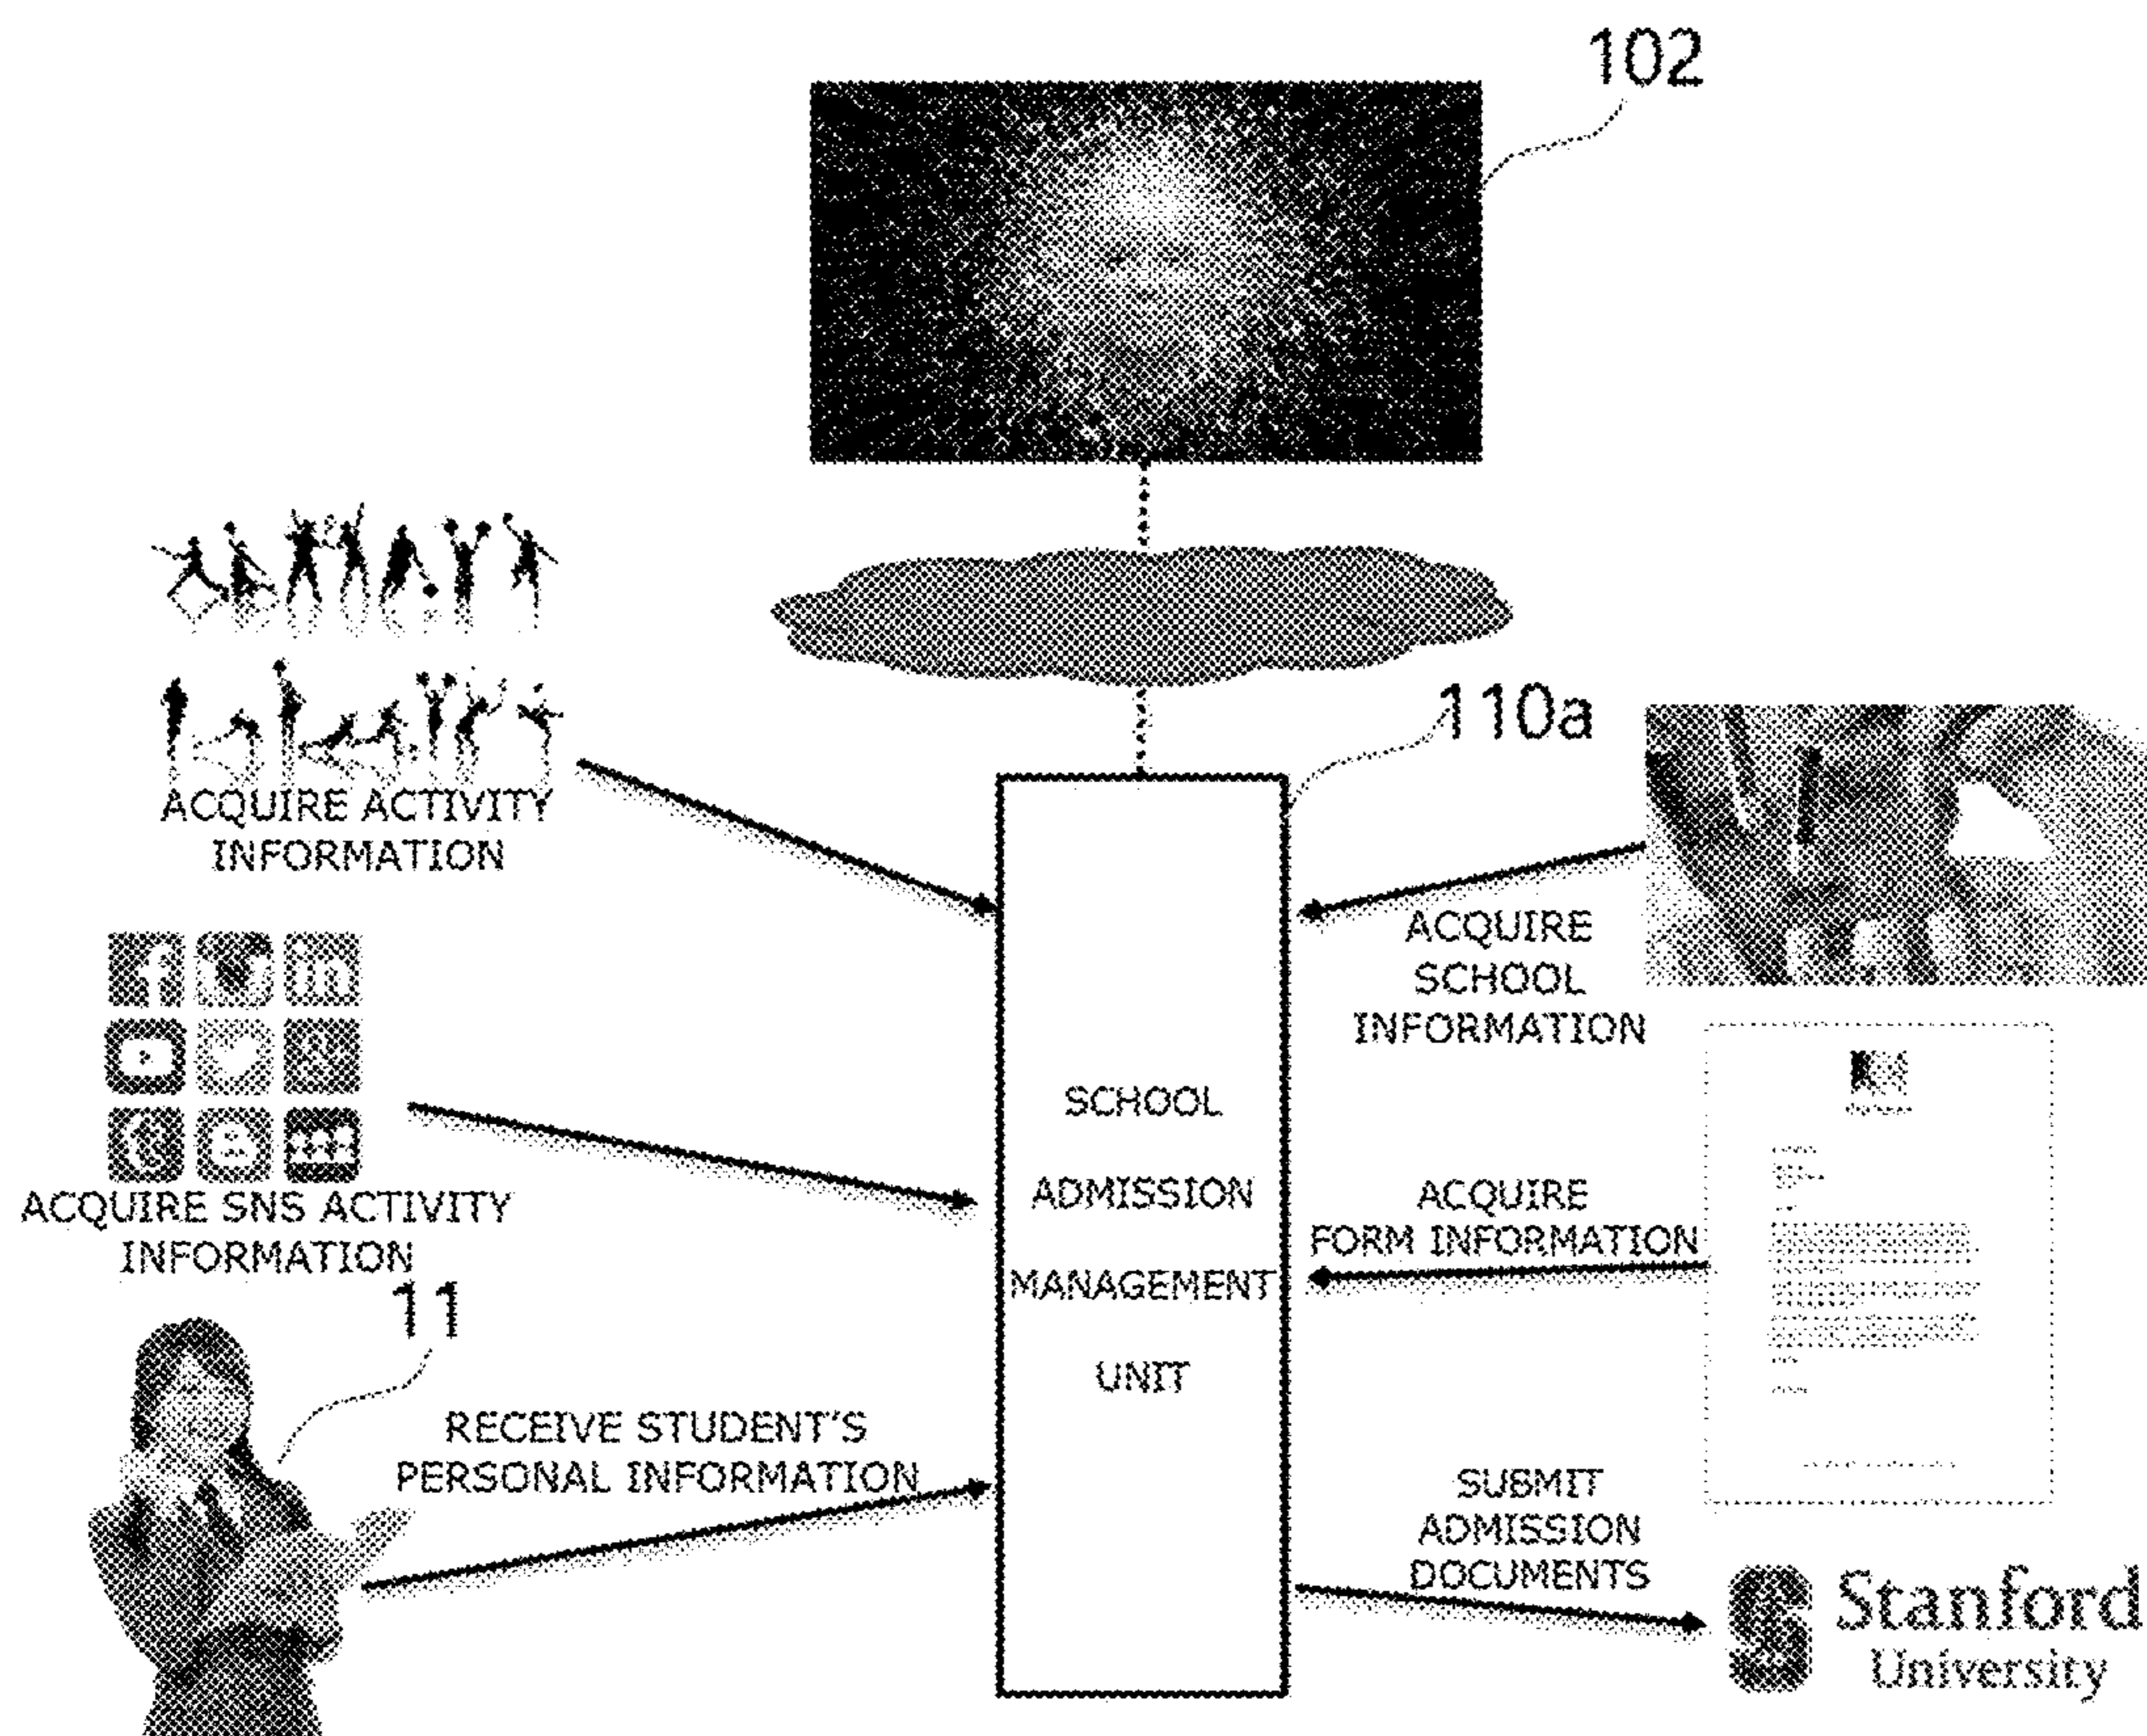 102
110a
ACQUIRE ACTIVITY
INFORMATION
ACQUIRE
SCHOOL
INFORMATION
f in
ACQUIRE SNS ACTIVITY
INFORMATION
SCHOOL
ADMISSION
MANAGEMENT
UNIT
ACQUIRE
FORM INFORMATION
11
RECEIVE STUDENT'S
PERSONAL INFORMATION
SUBMIT
ADMISSION
DOCUMENTS
S Stanford
University